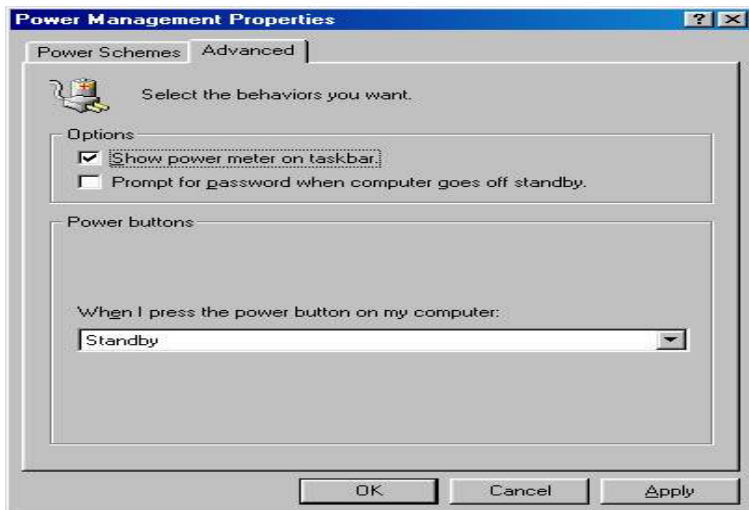 Power Management Properties
Power Schemes
Advanced
Select the behaviors you want.
Options
Show power meter on taskbar.
Prompt for password when computer goes off standby.
Power buttons
When I press the power button on my computer:
Standby
OK
Cancel
Apply